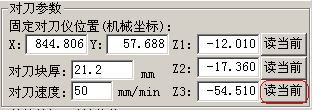 对刀参数
固定对刀仪位置(机械坐标):
X: 844.806 Y: 57.688 Z1: -12.010 读当前
对刀块厚: 21.2 mm Z2: -17.360 读当前
对刀速度: 50 mm/min Z3: -54.510 读当前